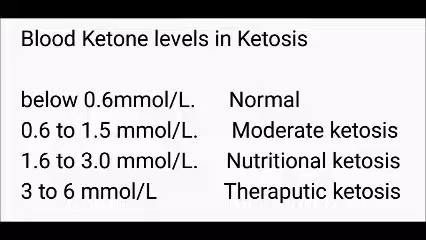 Blood Ketone levels in Ketosis
below 0.6mmol/L. Normal
0.6 to 1.5 mmol/L. Moderate ketosis
1.6 to 3.0 mmol/L. Nutritional ketosis
3 to 6 mmol/L Theraputic ketosis